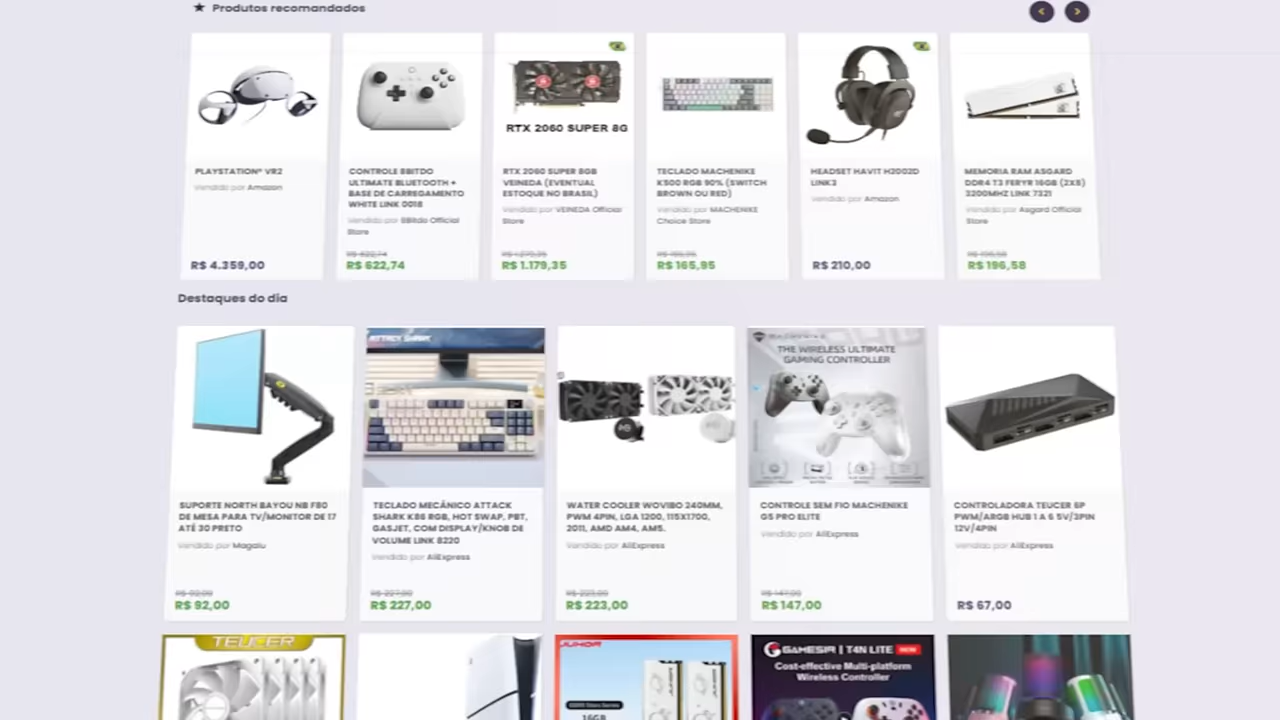 ★ Produtos recomandados
RTX 2060 SUPER 8G
PLAYSTATION® VR2
Vendido por Amazon
R$ 4.359,00
CONTROLE 8BITDO
ULTIMATE BLUETOOTH +
BASE DE CARREGAMENTO
WHITE LINK 0018
Vendido por 8Bitdo Official
Store
R$ 622,74
R$ 622,74
RTX 2060 SUPER 8GB
VEINEDA (EVENTUAL
ESTOQUE NO BRASIL)
Vendido por VEINEDA Official
Store
R$ 1.279,35
R$ 1.179,35
TECLADO MACHENIKE
K500 RGB 90% (SWITCH
BROWN OU RED)
Vendido por MACHENIKE
Choice Store
R$ 165,95
R$ 165,95
HEADSET HAVIT H2002D
LINK3
Vendido por Amazon
R$ 210,00
MEMORIA RAM ASGARD
DDR4 T3 FERYR 16GB (2X8)
3200MHZ LINK 7321
Vendido por Asgard Official
Store
R$ 196,58
R$ 196,58
Destaques do dia
SUPORTE NORTH BAYOU NB F80
DE MESA PARA TV/MONITOR DE 17
ATÉ 30 PRETO
Vendido por Magalu
R$ 92,00
R$ 92,00
ATTACK SHARK
TECLADO MECÂNICO ATTACK
SHARK K86 RGB, HOT SWAP, PBT,
GASJET, COM DISPLAY/KNOB DE
VOLUME LINK 8220
Vendido por AliExpress
R$ 227,00
R$ 227,00
WATER COOLER WOVIBO 240MM,
PWM 4PIN, LGA 1200, 115X1700,
2011, AMD AM4, AM5.
Vendido por AliExpress
R$ 223,00
R$ 223,00
MACHENIKE
THE WIRELESS ULTIMATE
GAMING CONTROLLER
CONTROLE SEM FIO MACHENIKE
G5 PRO ELITE
Vendido por AliExpress
R$ 147,00
R$ 147,00
CONTROLADORA TEUCER 6P
PWM/ARGB HUB 1 A 6 5V/3PIN
12V/4PIN
Vendido por AliExpress
R$ 67,00
TEUCER
JUHOR
16GB
GAMESIR | T4N LITE NEW
Cost-effective Multi-platform
Wireless Controller